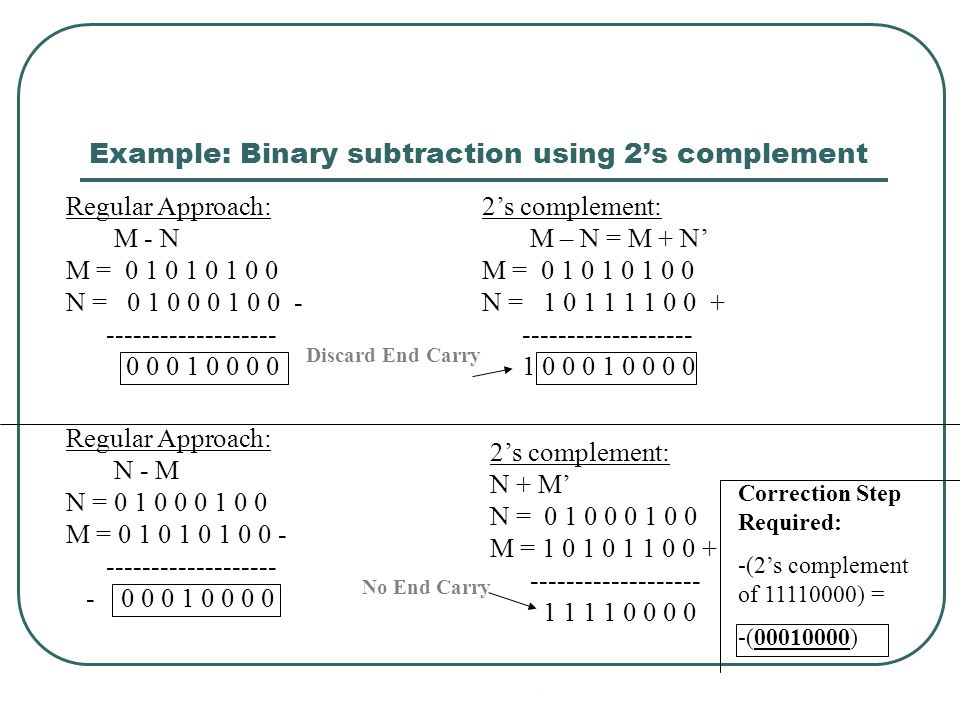 Example: Binary subtraction using 2’s complement
Regular Approach:
M - N
M = 0 1 0 1 0 1 0 0
N = 0 1 0 0 0 1 0 0 -
-------------------
0 0 0 1 0 0 0 0
2’s complement:
M – N = M + N’
M = 0 1 0 1 0 1 0 0
N = 1 0 1 1 1 1 0 0 +
-------------------
Discard End Carry
1 0 0 0 1 0 0 0 0
Regular Approach:
N - M
N = 0 1 0 0 0 1 0 0
M = 0 1 0 1 0 1 0 0 -
-------------------
- 0 0 0 1 0 0 0 0
2’s complement:
N + M’
N = 0 1 0 0 0 1 0 0
M = 1 0 1 0 1 1 0 0 +
-------------------
No End Carry
1 1 1 1 0 0 0 0
Correction Step
Required:
-(2’s complement
of 11110000) =
-(00010000)